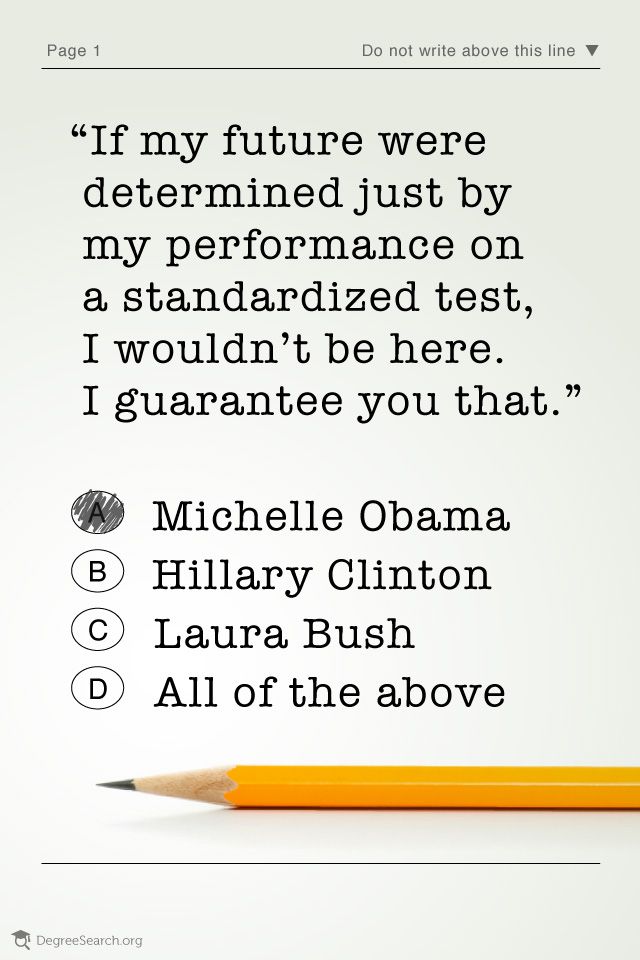 Page 1
Do not write above this line ▼
“If my future were
determined just by
my performance on
a standardized test,
I wouldn’t be here.
I guarantee you that.”
A Michelle Obama
B Hillary Clinton
C Laura Bush
D All of the above
DegreeSearch.org